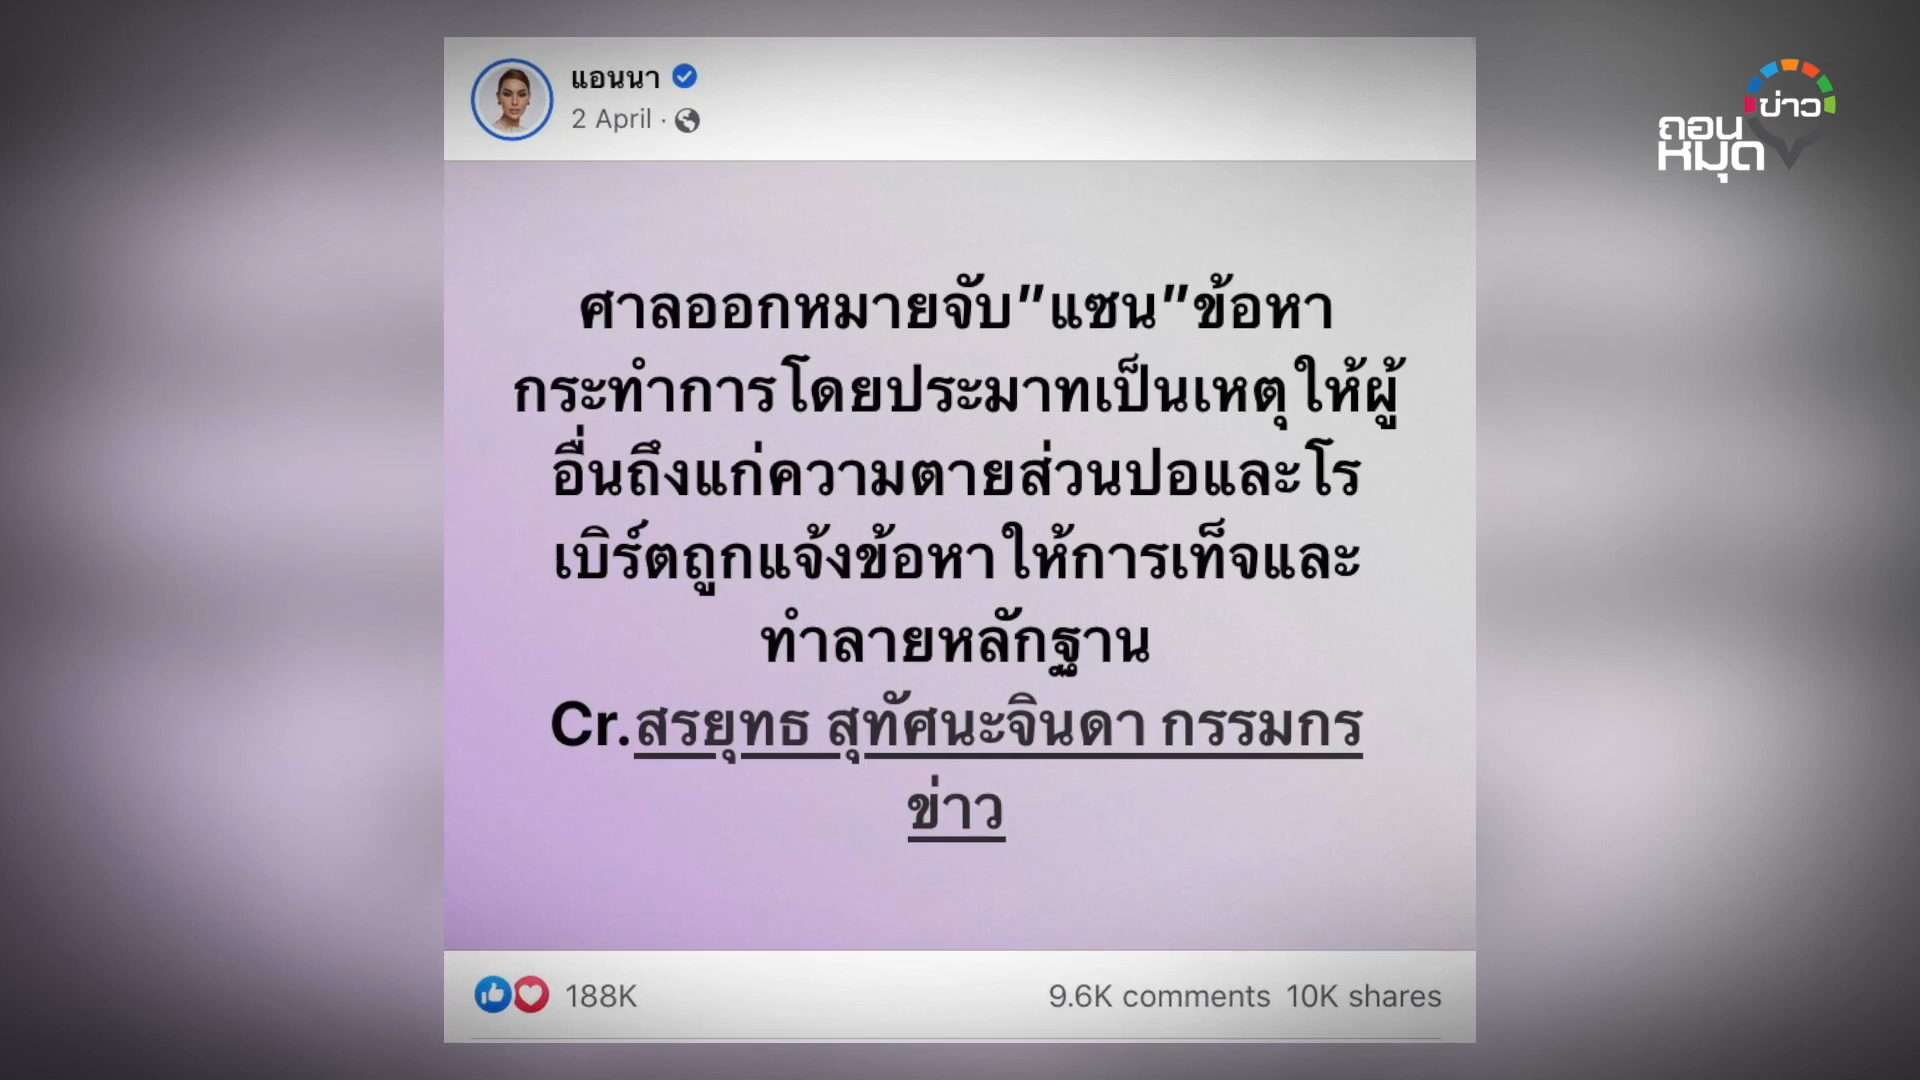 แอนนา
2 April ·
ข่าว
ถอน
หมุด
ศาลออกหมายจับ"แซน"ข้อหา
กระทำการโดยประมาทเป็นเหตุให้ผู้
อื่นถึงแก่ความตายส่วนปอและโร
เบิร์ตถูกแจ้งข้อหาให้การเท็จและ
ทำลายหลักฐาน
Cr.สรยุทธ สุทัศนะจินดา กรรมกร
ข่าว
188K
9.6K comments 10K shares